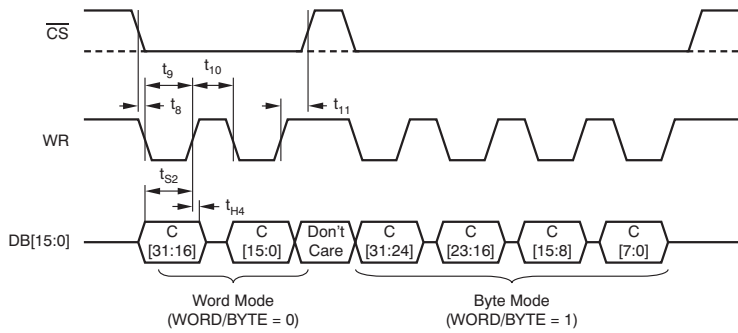 CS
t9
t10
t8
t11
WR
tS2
tH4
DB[15:0]
C
[31:16]
C
[15:0]
Don't
Care
C
[31:24]
C
[23:16]
C
[15:8]
C
[7:0]
Word Mode
(WORD/BYTE = 0)
Byte Mode
(WORD/BYTE = 1)